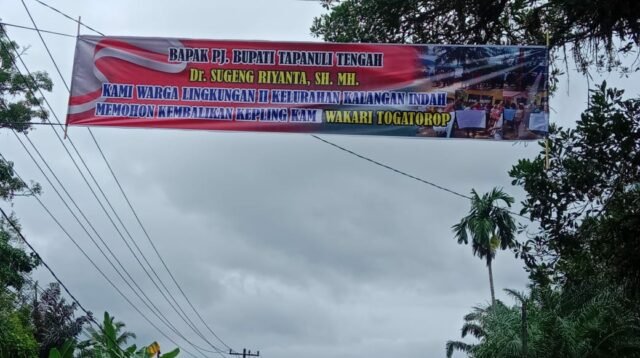 BAPAK PJ. BUPATI TAPANULI TENGAH
Dr. SUGENG RIYANTA, SH. MH.
KAMI WARGA LINGKUNGAN II KELURAHAN KALANGAN INDAH
MEMOHON KEMBALIKAN KEPLING KAMI WAKARI TOGATOROP